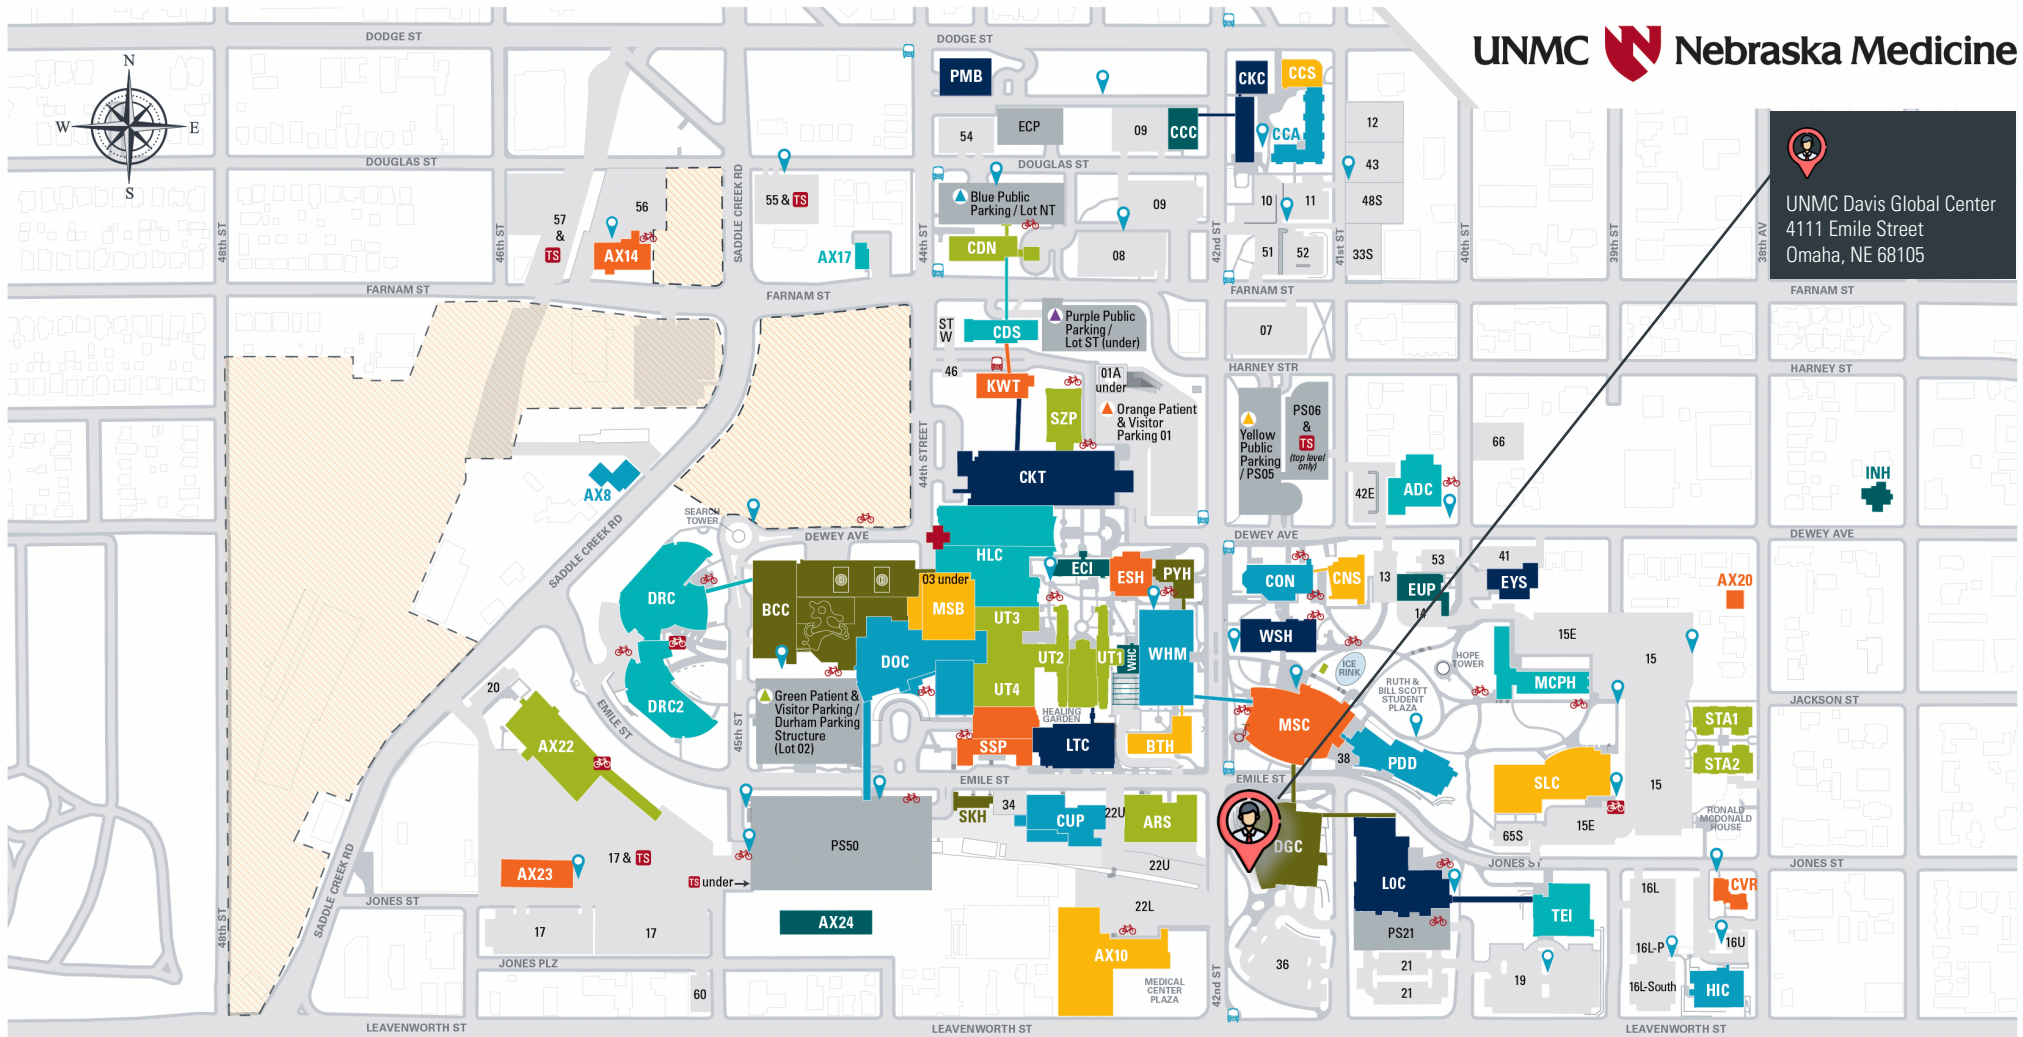 UNMC Nebraska Medicine
UNMC Davis Global Center
4111 Emile Street
Omaha, NE 68105
N
W
E
S
DODGE ST
DODGE ST
PMB
CKC
CCS
54
ECP
09
CCC
CCA
12
43
DOUGLAS ST
DOUGLAS ST
48th ST
46th ST
SADDLE CREEK RD
44th ST
42nd ST
41st ST
40th ST
39th ST
38th AV
57
&
TS
56
AX14
55 & TS
AX17
Blue Public
Parking / Lot NT
09
CDN
08
10
11
48S
51
52
33S
FARNAM ST
FARNAM ST
FARNAM ST
FARNAM ST
ST
W
CDS
Purple Public
Parking /
Lot ST (under)
07
46
KWT
01A
under
HARNEY STR
HARNEY ST
SZP
Orange Patient
& Visitor
Parking 01
Yellow
Public
Parking
/ PS05
PS06
&
TS
(top level
only)
66
44th STREET
CKT
42E
ADC
INH
AX8
SEARCH
TOWER
SADDLE CREEK RD
DEWEY AVE
DEWEY AVE
DEWEY AVE
HLC
ECI
ESH
PYH
CON
CNS
13
53
41
EUP
EYS
14
AX20
DRC
BCC
03 under
MSB
UT3
WSH
15E
15
DOC
UT2
UT1
WHC
WHM
ICE
RINK
HOPE
TOWER
MCPH
UT4
RUTH &
BILL SCOTT
STUDENT
PLAZA
20
EMILE ST
DRC2
45th ST
Green Patient &
Visitor Parking /
Durham Parking
Structure
(Lot 02)
HEALING
GARDEN
JACKSON ST
MSC
STA1
AX22
SSP
LTC
BTH
38
PDD
STA2
EMILE ST
EMILE ST
SLC
15
SKH
34
CUP
22U
ARS
RONALD
MCDONALD
HOUSE
15E
65S
PS50
DGC
17 & TS
22U
JONES ST
JONES ST
AX23
TS under
LOC
16L
CVR
JONES ST
SADDLE CREEK RD
48th ST
AX24
22L
TEI
17
17
PS21
16L-P
16U
AX10
JONES PLZ
36
21
19
60
MEDICAL
CENTER
PLAZA
42nd ST
21
16L-South
HIC
LEAVENWORTH ST
LEAVENWORTH ST
LEAVENWORTH ST